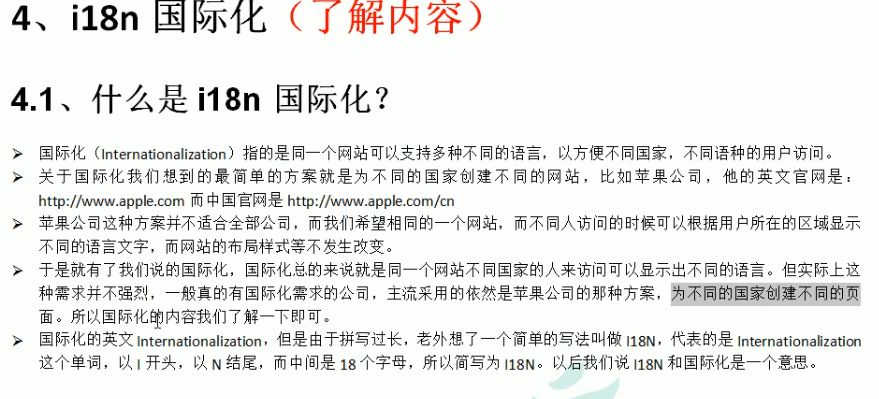 4、i18n 国际化（了解内容）
4.1、什么是 i18n 国际化？
➢ 国际化（Internationalization）指的是同一个网站可以支持多种不同的语言，以方便不同国家，不同语种的用户访问。
➢ 关于国际化我们想到的最简单的方案就是为不同的国家创建不同的网站，比如苹果公司，他的英文官网是：
http://www.apple.com 而中国官网是 http://www.apple.com/cn
➢ 苹果公司这种方案并不适合全部公司，而我们希望相同的一个网站，而不同人访问的时候可以根据用户所在的区域显示
不同的语言文字，而网站的布局样式等不发生改变。
➢ 于是就有了我们说的国际化，国际化总的来说就是同一个网站不同国家的人来访问可以显示出不同的语言。但实际上这
种需求并不强烈，一般真的有国际化需求的公司，主流采用的依然是苹果公司的那种方案，为不同的国家创建不同的页
面。所以国际化的内容我们了解一下即可。
➢ 国际化的英文 Internationalization，但是由于拼写过长，老外想了一个简单的写法叫做 I18N，代表的是 Internationalization
这个单词，以 I 开头，以 N 结尾，而中间是 18 个字母，所以简写为 I18N。以后我们说 I18N 和国际化是一个意思。